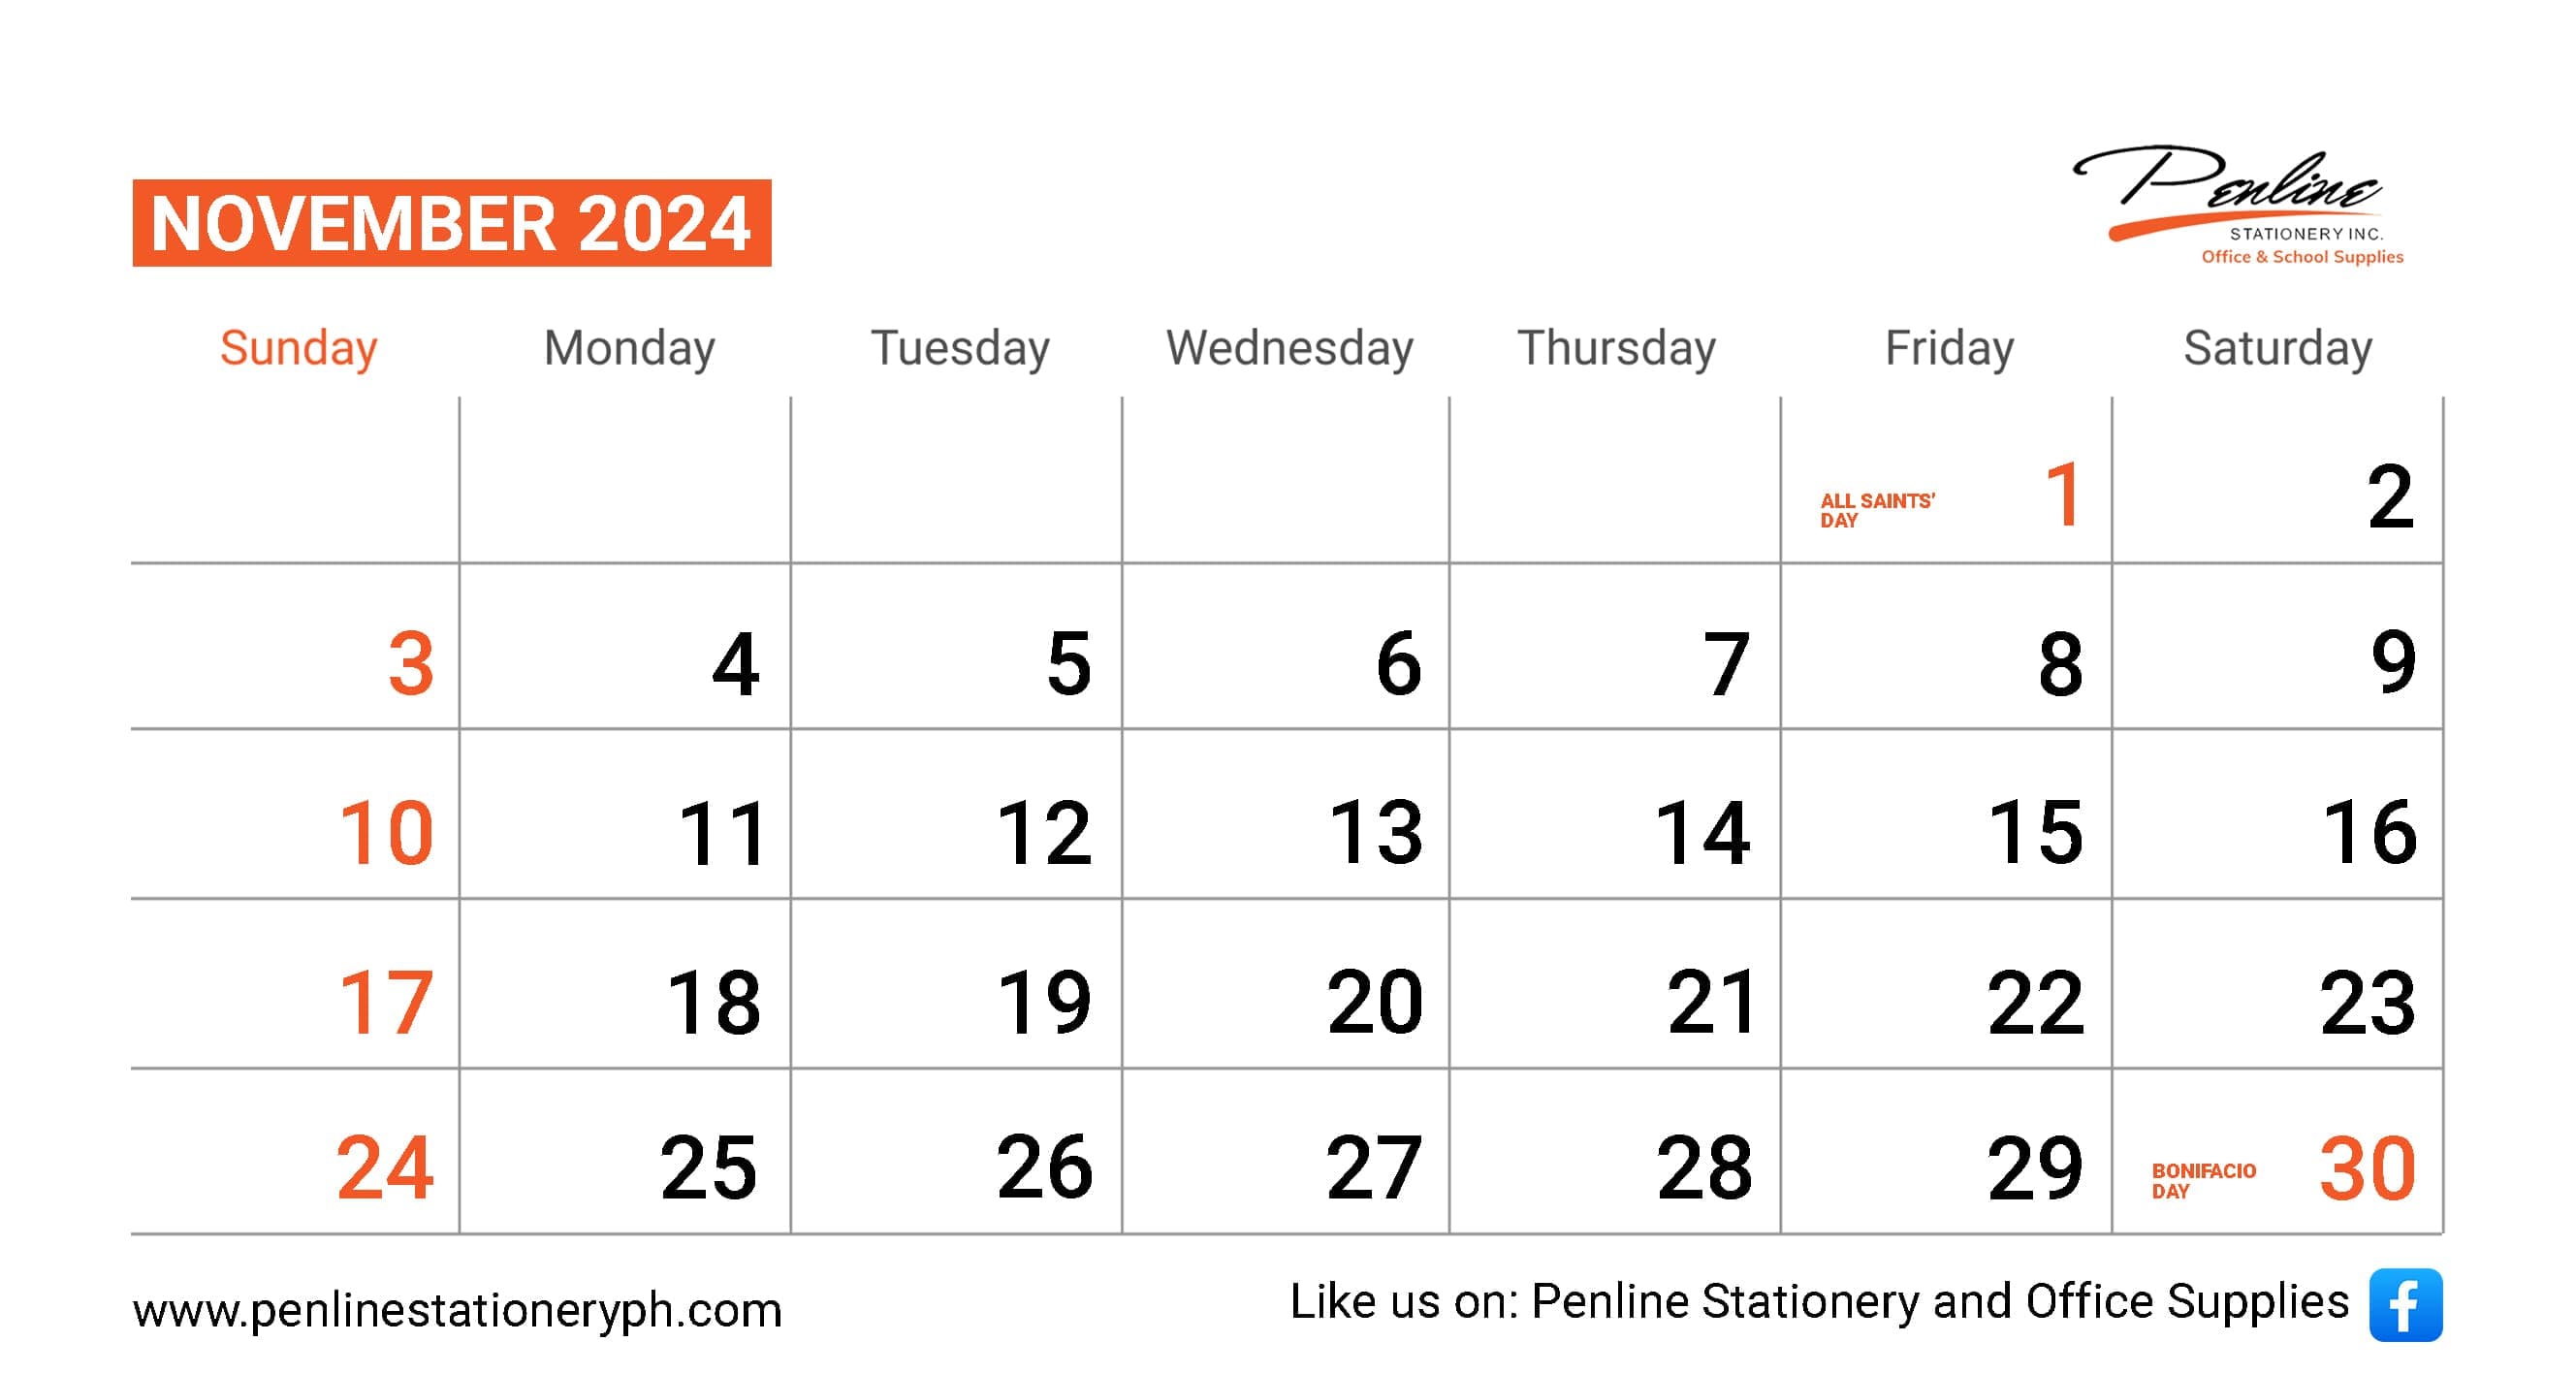 NOVEMBER 2024
Penline
STATIONERY INC.
Office & School Supplies
Sunday Monday Tuesday Wednesday Thursday Friday Saturday
ALL SAINTS'
DAY
1 2
3 4 5 6 7 8 9
10 11 12 13 14 15 16
17 18 19 20 21 22 23
24 25 26 27 28 29
BONIFACIO
DAY
30
www.penlinestationeryph.com
Like us on: Penline Stationery and Office Supplies